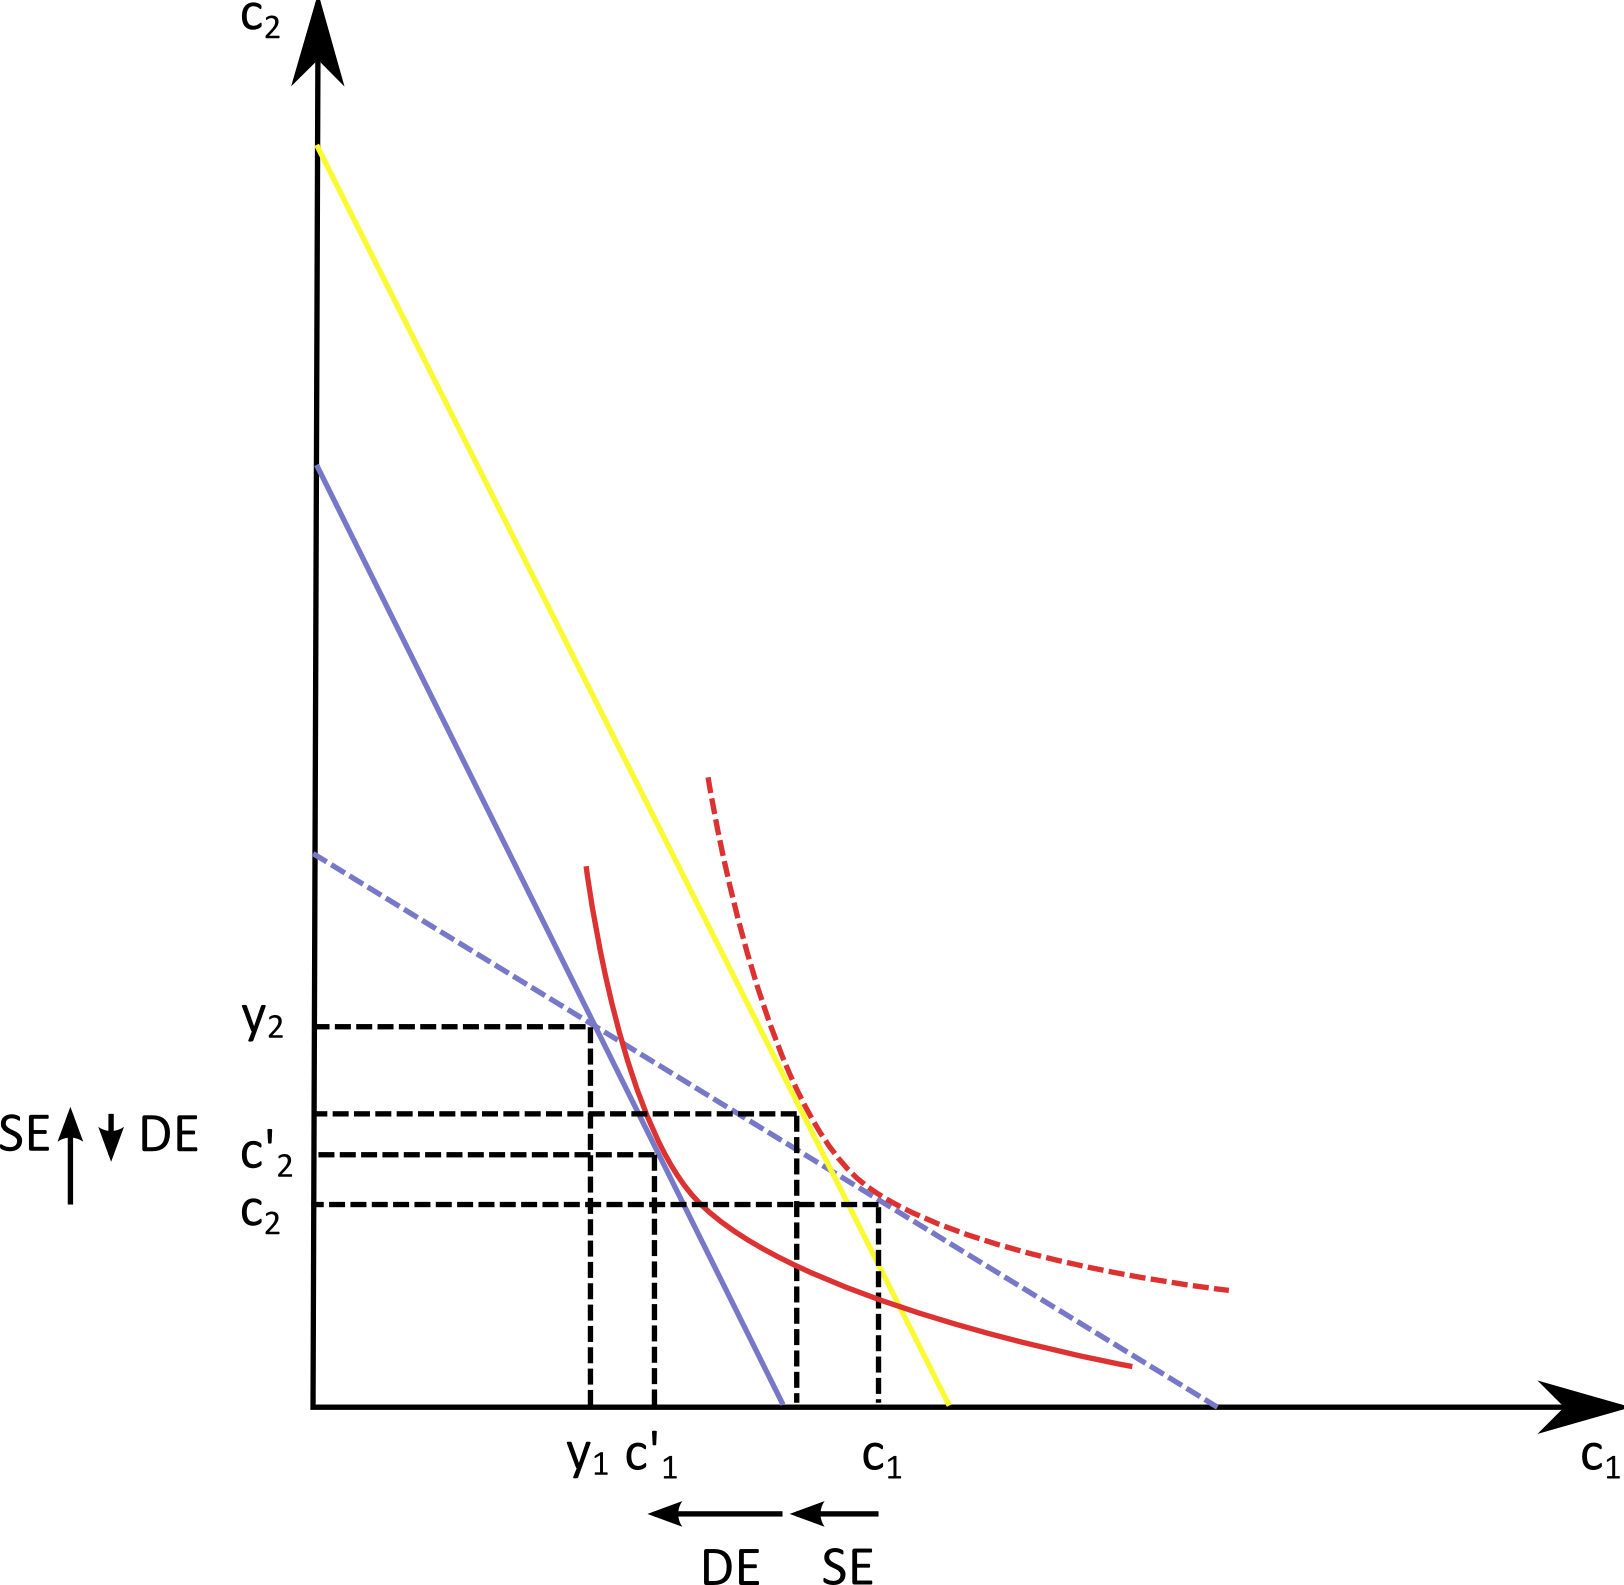 c₂
y₂
SE DE
c'₂
c₂
y₁ c'₁ c₁ c₁
DE SE